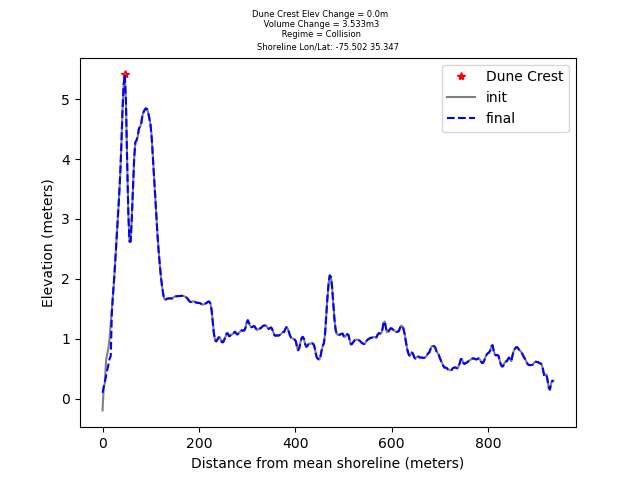 Dune Crest Elev Change = 0.0m
Volume Change = 3.533m3
Regime = Collision
Shoreline Lon/Lat: -75.502 35.347
Dune Crest
init
final
5
4
3
2
1
0
Elevation (meters)
0 200 400 600 800
Distance from mean shoreline (meters)